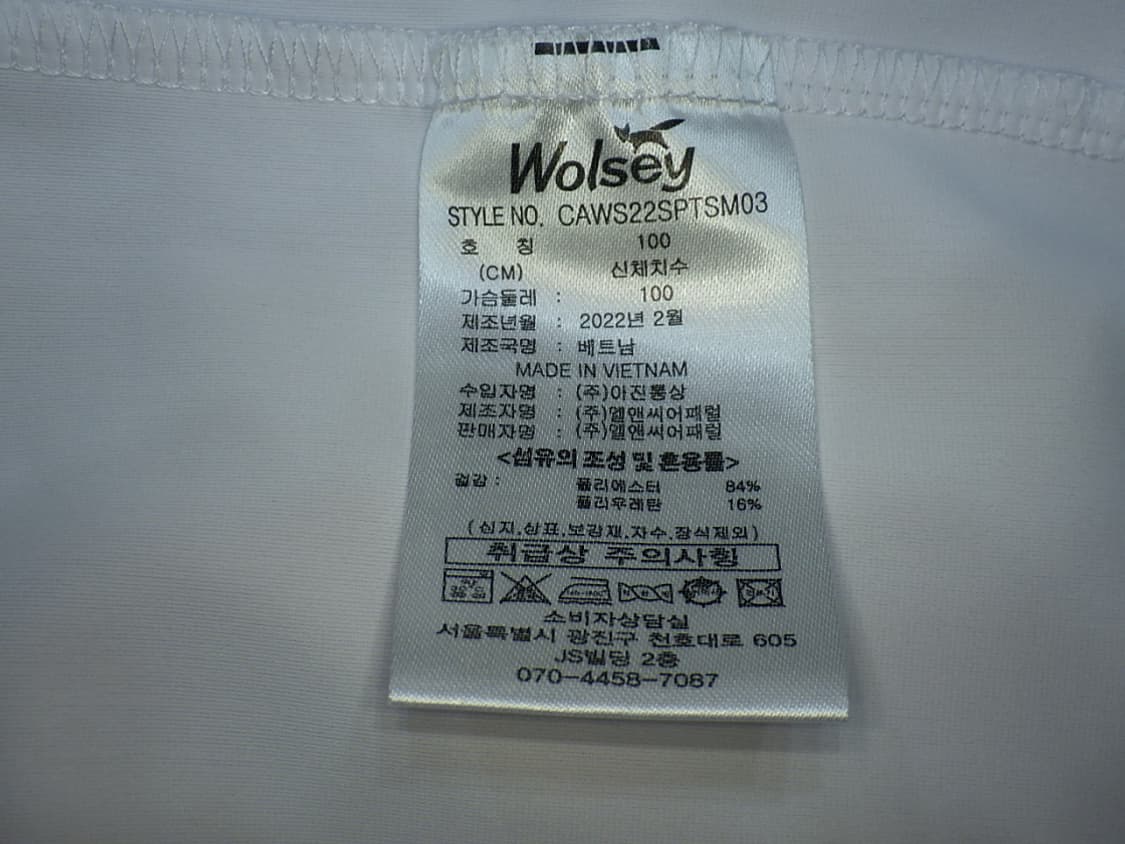 Wolsey
STYLE NO. CAWS22SPTSM03
호 칭 100
(CM) 신체치수
가슴둘레 : 100
제조년월 : 2022년 2월
제조국명 : 베트남
MADE IN VIETNAM
수입자명 : (주)아진통상
제조자명 : (주)엘앤씨어패럴
판매자명 : (주)엘앤씨어패럴
<섬유의 조성 및 혼용률>
겉감 : 폴리에스터 84%
폴리우레탄 16%
(심지,상표,보강재,자수,장식제외)
취급상 주의사항
소비자상담실
서울특별시 광진구 천호대로 605
JS빌딩 2층
070-4458-7087